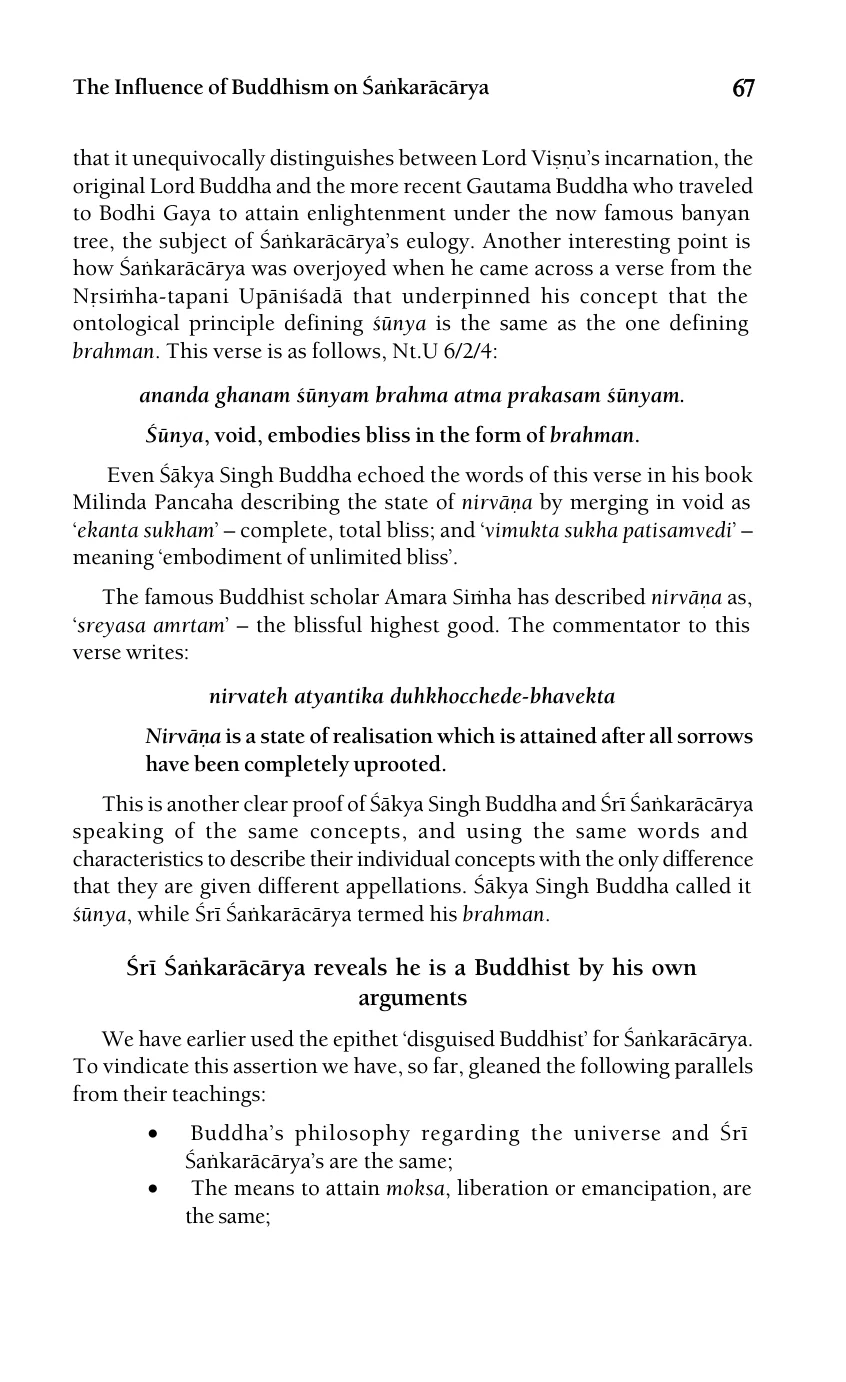 The Influence of Buddhism on Śaṅkarācārya 67
that it unequivocally distinguishes between Lord Viṣṇu’s incarnation, the
original Lord Buddha and the more recent Gautama Buddha who traveled
to Bodhi Gaya to attain enlightenment under the now famous banyan
tree, the subject of Śaṅkarācārya’s eulogy. Another interesting point is
how Śaṅkarācārya was overjoyed when he came across a verse from the
Nṛsiṁha-tapani Upāniśadā that underpinned his concept that the
ontological principle defining śūnya is the same as the one defining
brahman. This verse is as follows, Nt.U 6/2/4:
ananda ghanam śūnyam brahma atma prakasam śūnyam.
Śūnya, void, embodies bliss in the form of brahman.
Even Śākya Singh Buddha echoed the words of this verse in his book
Milinda Pancaha describing the state of nirvāṇa by merging in void as
‘ekanta sukham’ – complete, total bliss; and ‘vimukta sukha patisamvedi’ –
meaning ‘embodiment of unlimited bliss’.
The famous Buddhist scholar Amara Siṁha has described nirvāṇa as,
‘sreyasa amrtam’ – the blissful highest good. The commentator to this
verse writes:
nirvateh atyantika duhkhocchede-bhavekta
Nirvāṇa is a state of realisation which is attained after all sorrows
have been completely uprooted.
This is another clear proof of Śākya Singh Buddha and Śrī Śaṅkarācārya
speaking of the same concepts, and using the same words and
characteristics to describe their individual concepts with the only difference
that they are given different appellations. Śākya Singh Buddha called it
śūnya, while Śrī Śaṅkarācārya termed his brahman.
Śrī Śaṅkarācārya reveals he is a Buddhist by his own
arguments
We have earlier used the epithet ‘disguised Buddhist’ for Śaṅkarācārya.
To vindicate this assertion we have, so far, gleaned the following parallels
from their teachings:
• Buddha’s philosophy regarding the universe and Śrī
Śaṅkarācārya’s are the same;
• The means to attain moksa, liberation or emancipation, are
the same;